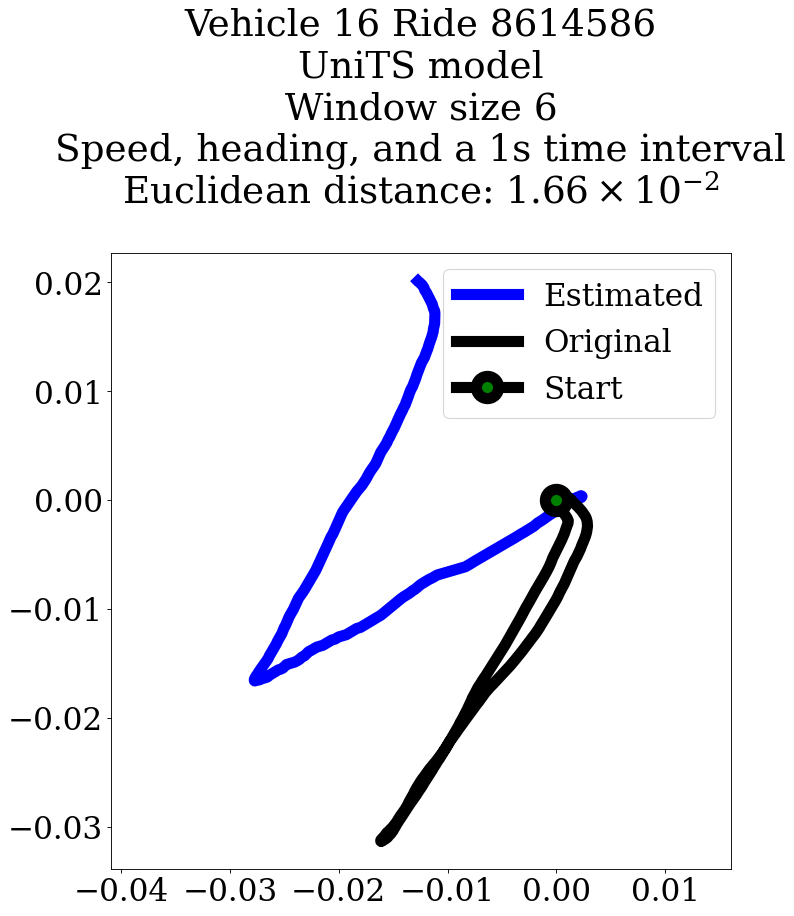 Vehicle 16 Ride 8614586
UniTS model
Window size 6
Speed, heading, and a 1s time interval
Euclidean distance: 1.66 × 10⁻²
Estimated
Original
Start
0.02
0.01
0.00
−0.01
−0.02
−0.03
−0.04 −0.03 −0.02 −0.01 0.00 0.01